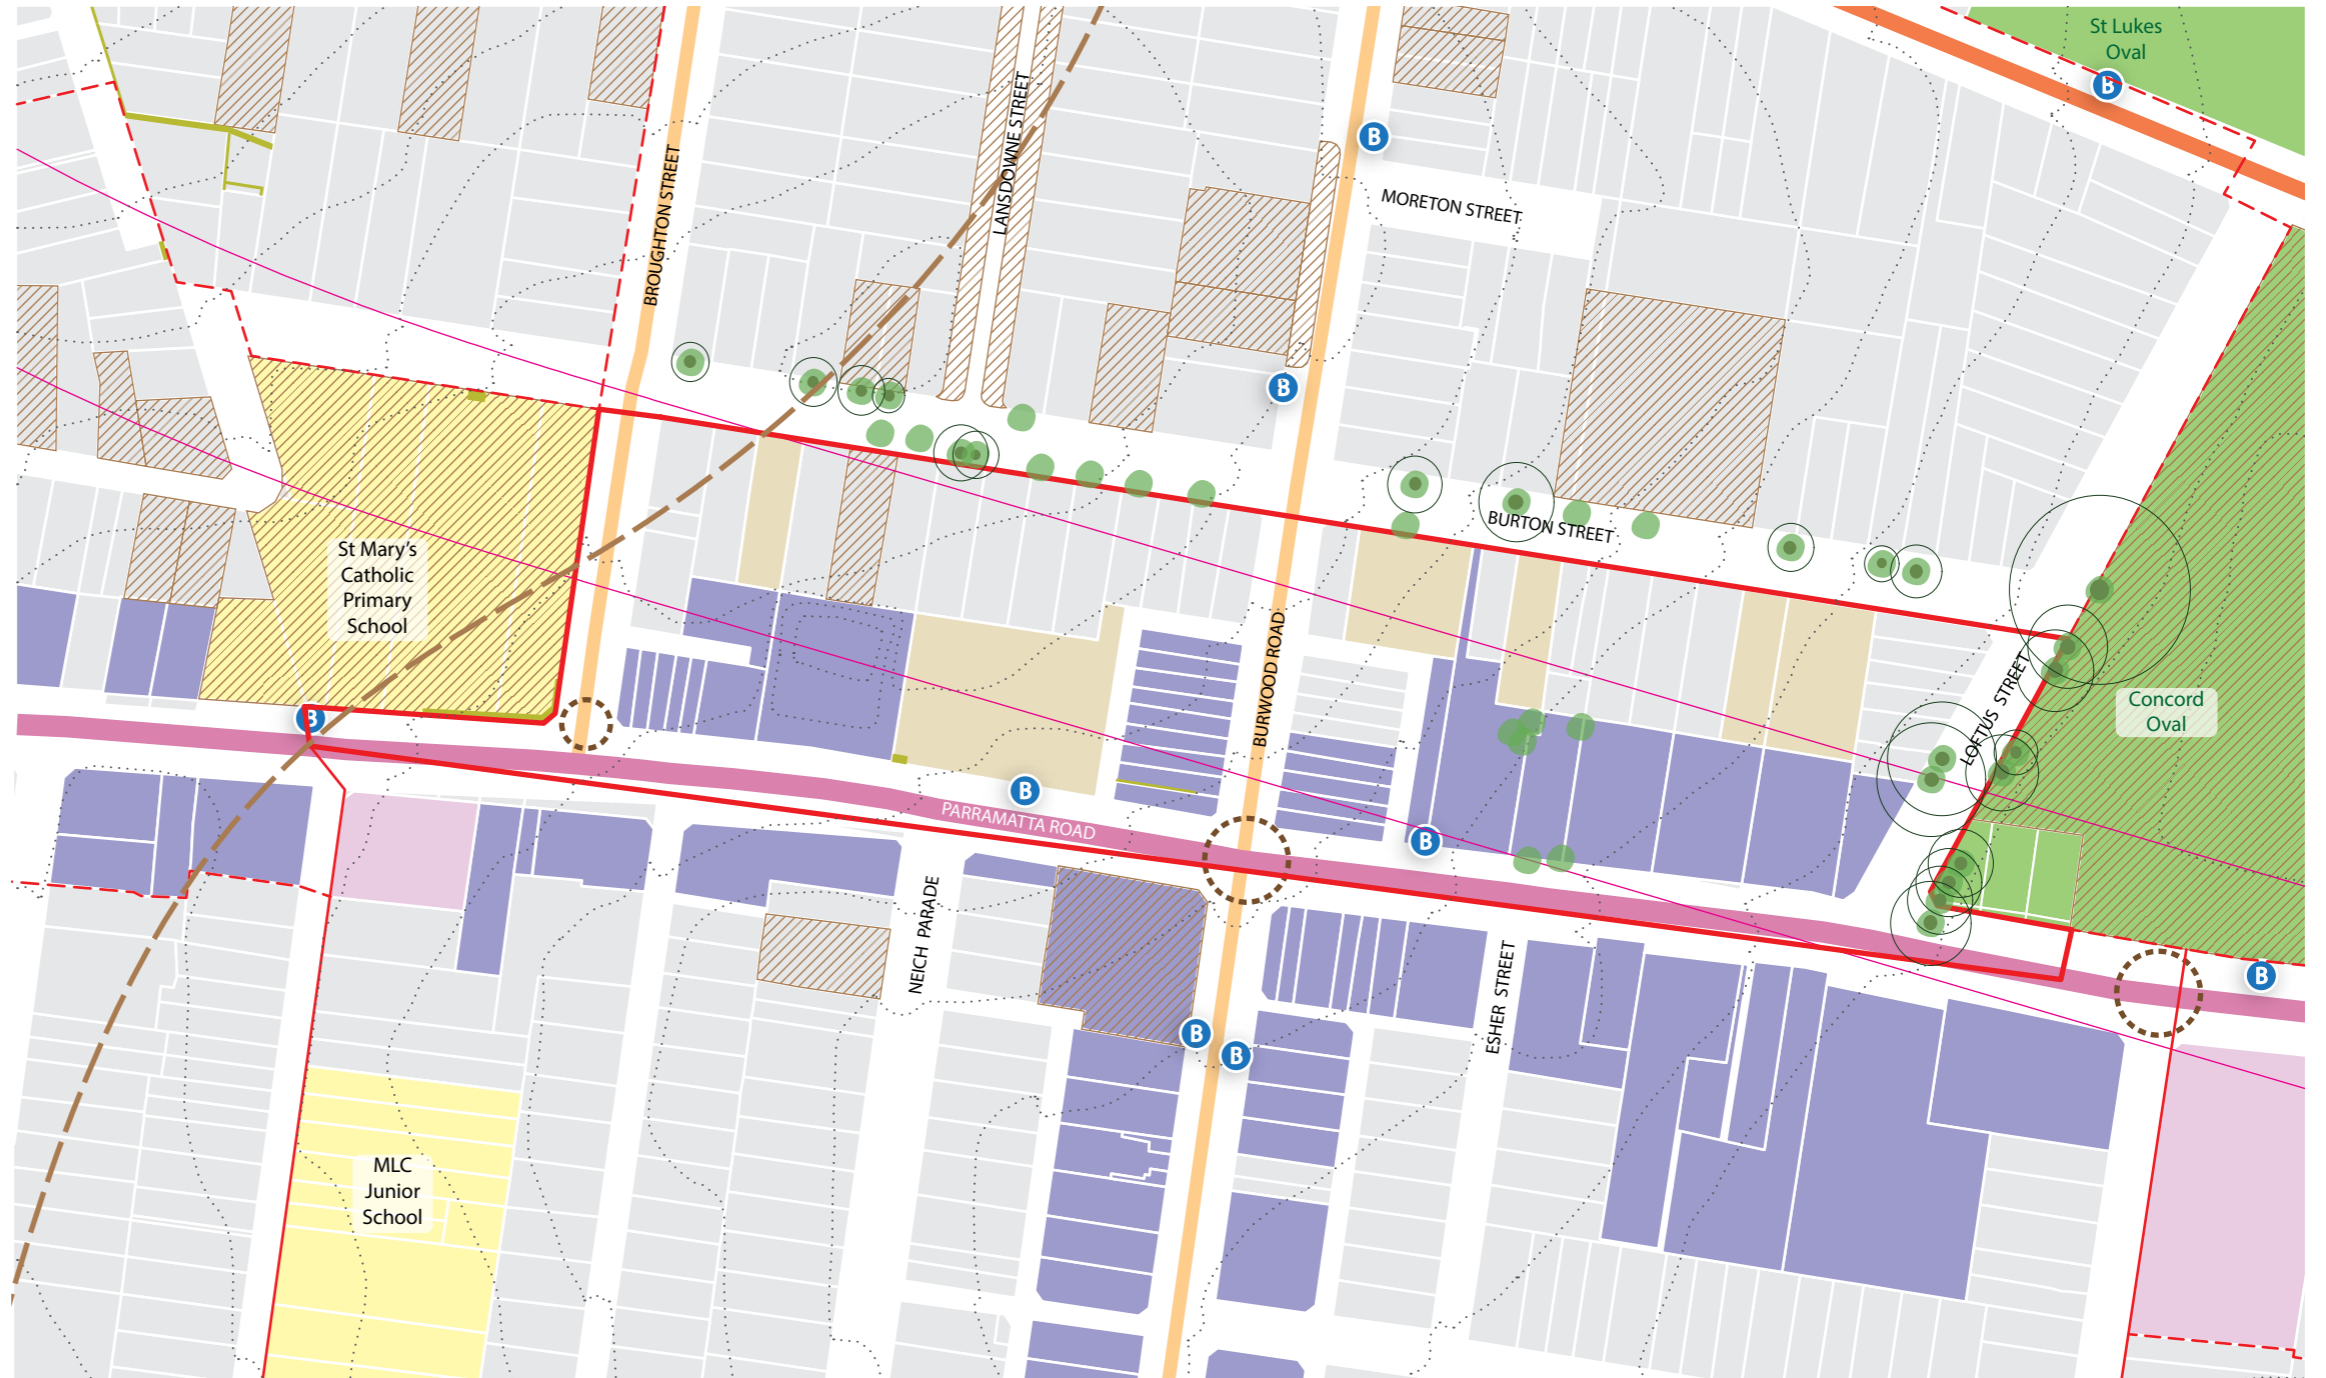 St Lukes
Oval
B
B
LANSDOWNE STREET
BROUGHTON STREET
MORETON STREET
B
BURTON STREET
St Mary's
Catholic
Primary
School
BURWOOD ROAD
LOFTUS STREET
Concord
Oval
B
B
PARRAMATTA ROAD
B
NEICH PARADE
ESHER STREET
B
B
B
MLC
Junior
School